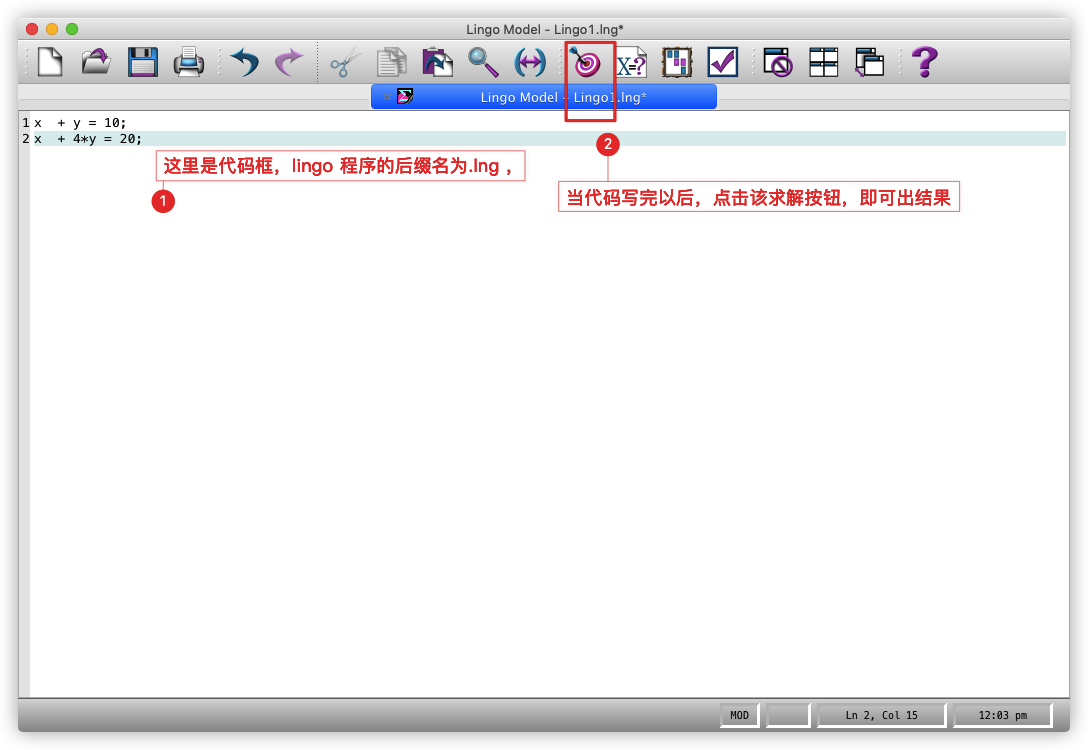 Lingo Model - Lingo1.lng*
X=?
?
Lingo Model - Lingo1.lng*
1 x  + y = 10;
2 x  + 4*y = 20;
2
这里是代码框，lingo 程序的后缀名为.lng ，
当代码写完以后，点击该求解按钮，即可出结果
1
MOD
Ln 2, Col 15
12:03 pm